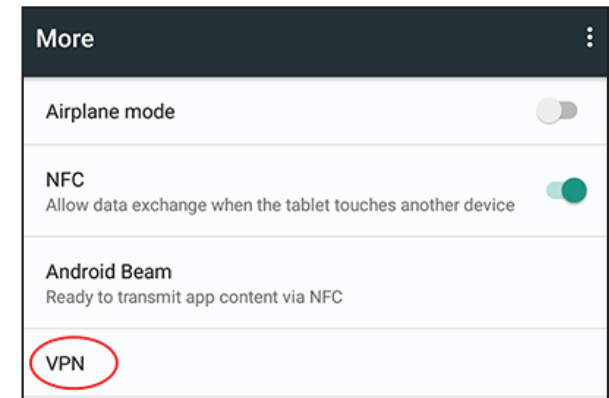 More
Airplane mode
NFC
Allow data exchange when the tablet touches another device
Android Beam
Ready to transmit app content via NFC
VPN